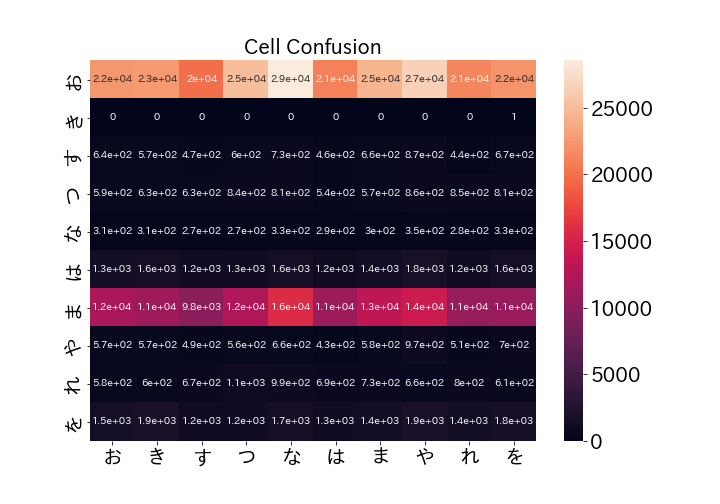 Cell Confusion
お 2.2e+04 2.3e+04 2e+04 2.5e+04 2.9e+04 2.1e+04 2.5e+04 2.7e+04 2.1e+04 2.2e+04
き 0 0 0 0 0 0 0 0 0 1
す 6.4e+02 5.7e+02 4.7e+02 6e+02 7.3e+02 4.6e+02 6.6e+02 8.7e+02 4.4e+02 6.7e+02
つ 5.9e+02 6.3e+02 6.3e+02 8.4e+02 8.1e+02 5.4e+02 5.7e+02 8.6e+02 8.5e+02 8.1e+02
な 3.1e+02 3.1e+02 2.7e+02 2.7e+02 3.3e+02 2.9e+02 3e+02 3.5e+02 2.8e+02 3.3e+02
は 1.3e+03 1.6e+03 1.2e+03 1.3e+03 1.6e+03 1.2e+03 1.4e+03 1.8e+03 1.2e+03 1.6e+03
ま 1.2e+04 1.1e+04 9.8e+03 1.2e+04 1.6e+04 1.1e+04 1.3e+04 1.4e+04 1.1e+04 1.1e+04
や 5.7e+02 5.7e+02 4.9e+02 5.6e+02 6.6e+02 4.3e+02 5.8e+02 9.7e+02 5.1e+02 7e+02
れ 5.8e+02 6e+02 6.7e+02 1.1e+03 9.9e+02 6.9e+02 7.3e+02 6.6e+02 8e+02 6.1e+02
を 1.5e+03 1.9e+03 1.2e+03 1.2e+03 1.7e+03 1.3e+03 1.4e+03 1.9e+03 1.4e+03 1.8e+03
お き す つ な は ま や れ を
25000
20000
15000
10000
5000
0